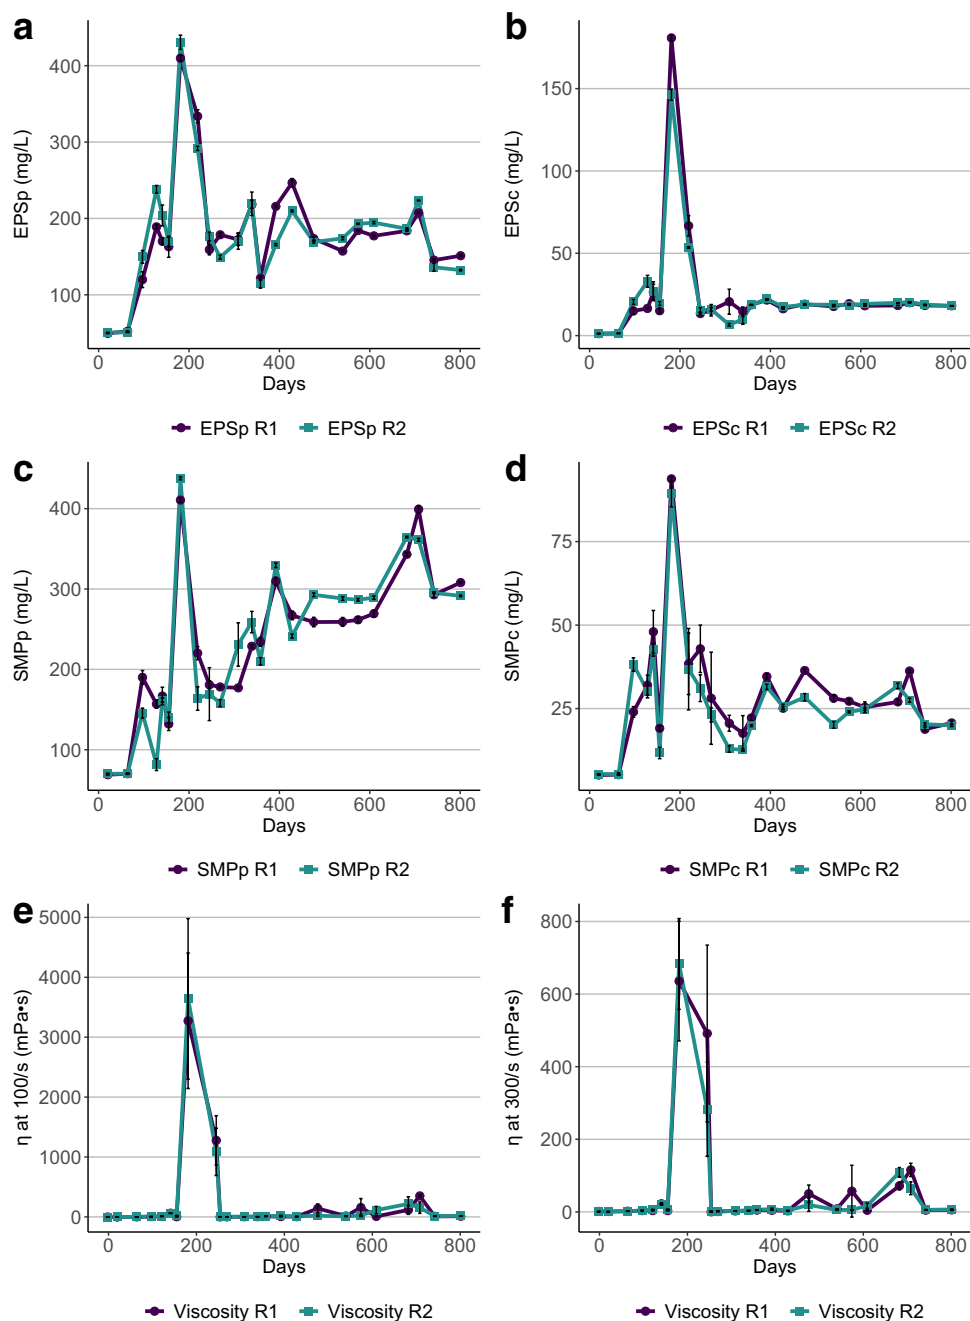 a
EPSp (mg/L)
400
300
200
100
0
200
400
600
800
Days
EPSp R1
EPSp R2
b
EPSc (mg/L)
150
100
50
0
0
200
400
600
800
Days
EPSc R1
EPSc R2
c
SMPp (mg/L)
400
300
200
100
0
200
400
600
800
Days
SMPp R1
SMPp R2
d
SMPc (mg/L)
75
50
25
0
200
400
600
800
Days
SMPc R1
SMPc R2
e
η at 100/s (mPa•s)
5000
4000
3000
2000
1000
0
0
200
400
600
800
Days
Viscosity R1
Viscosity R2
f
η at 300/s (mPa•s)
800
600
400
200
0
0
200
400
600
800
Days
Viscosity R1
Viscosity R2